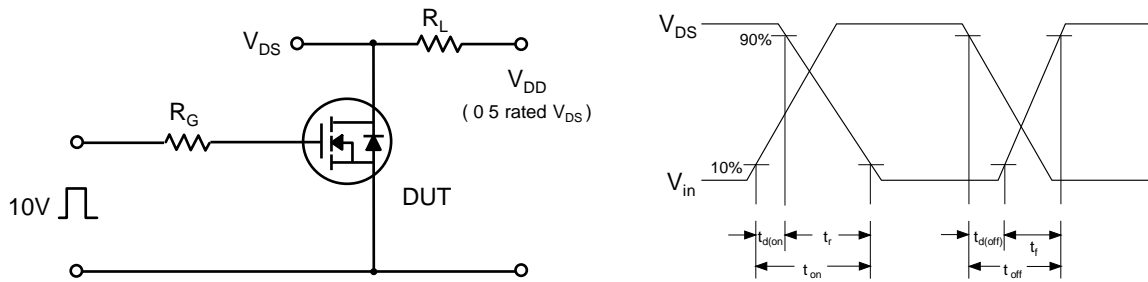 R_L
V_DS
V_DD
( 0 5 rated V_DS )
R_G
10V
DUT
V_DS
90%
10%
V_in
t_d(on)
t_r
t_on
t_d(off)
t_f
t_off